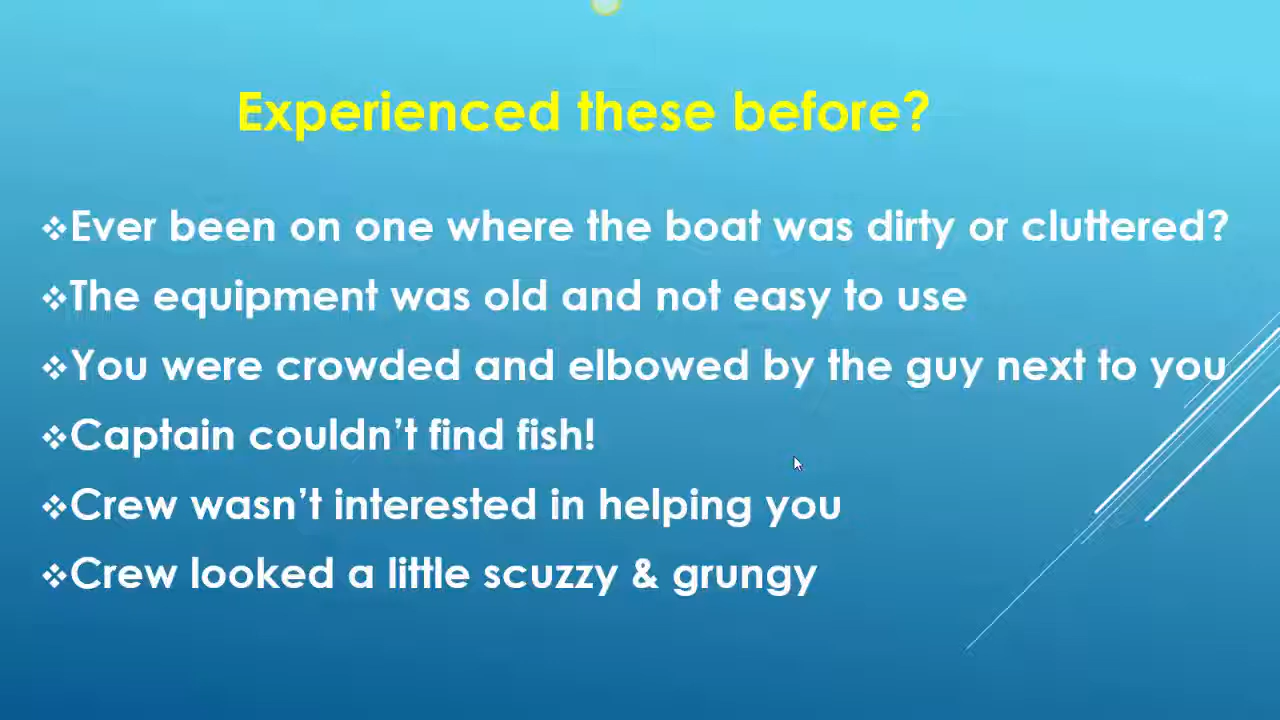 Experienced these before?
❖Ever been on one where the boat was dirty or cluttered?
❖The equipment was old and not easy to use
❖You were crowded and elbowed by the guy next to you
❖Captain couldn’t find fish!
❖Crew wasn’t interested in helping you
❖Crew looked a little scuzzy & grungy